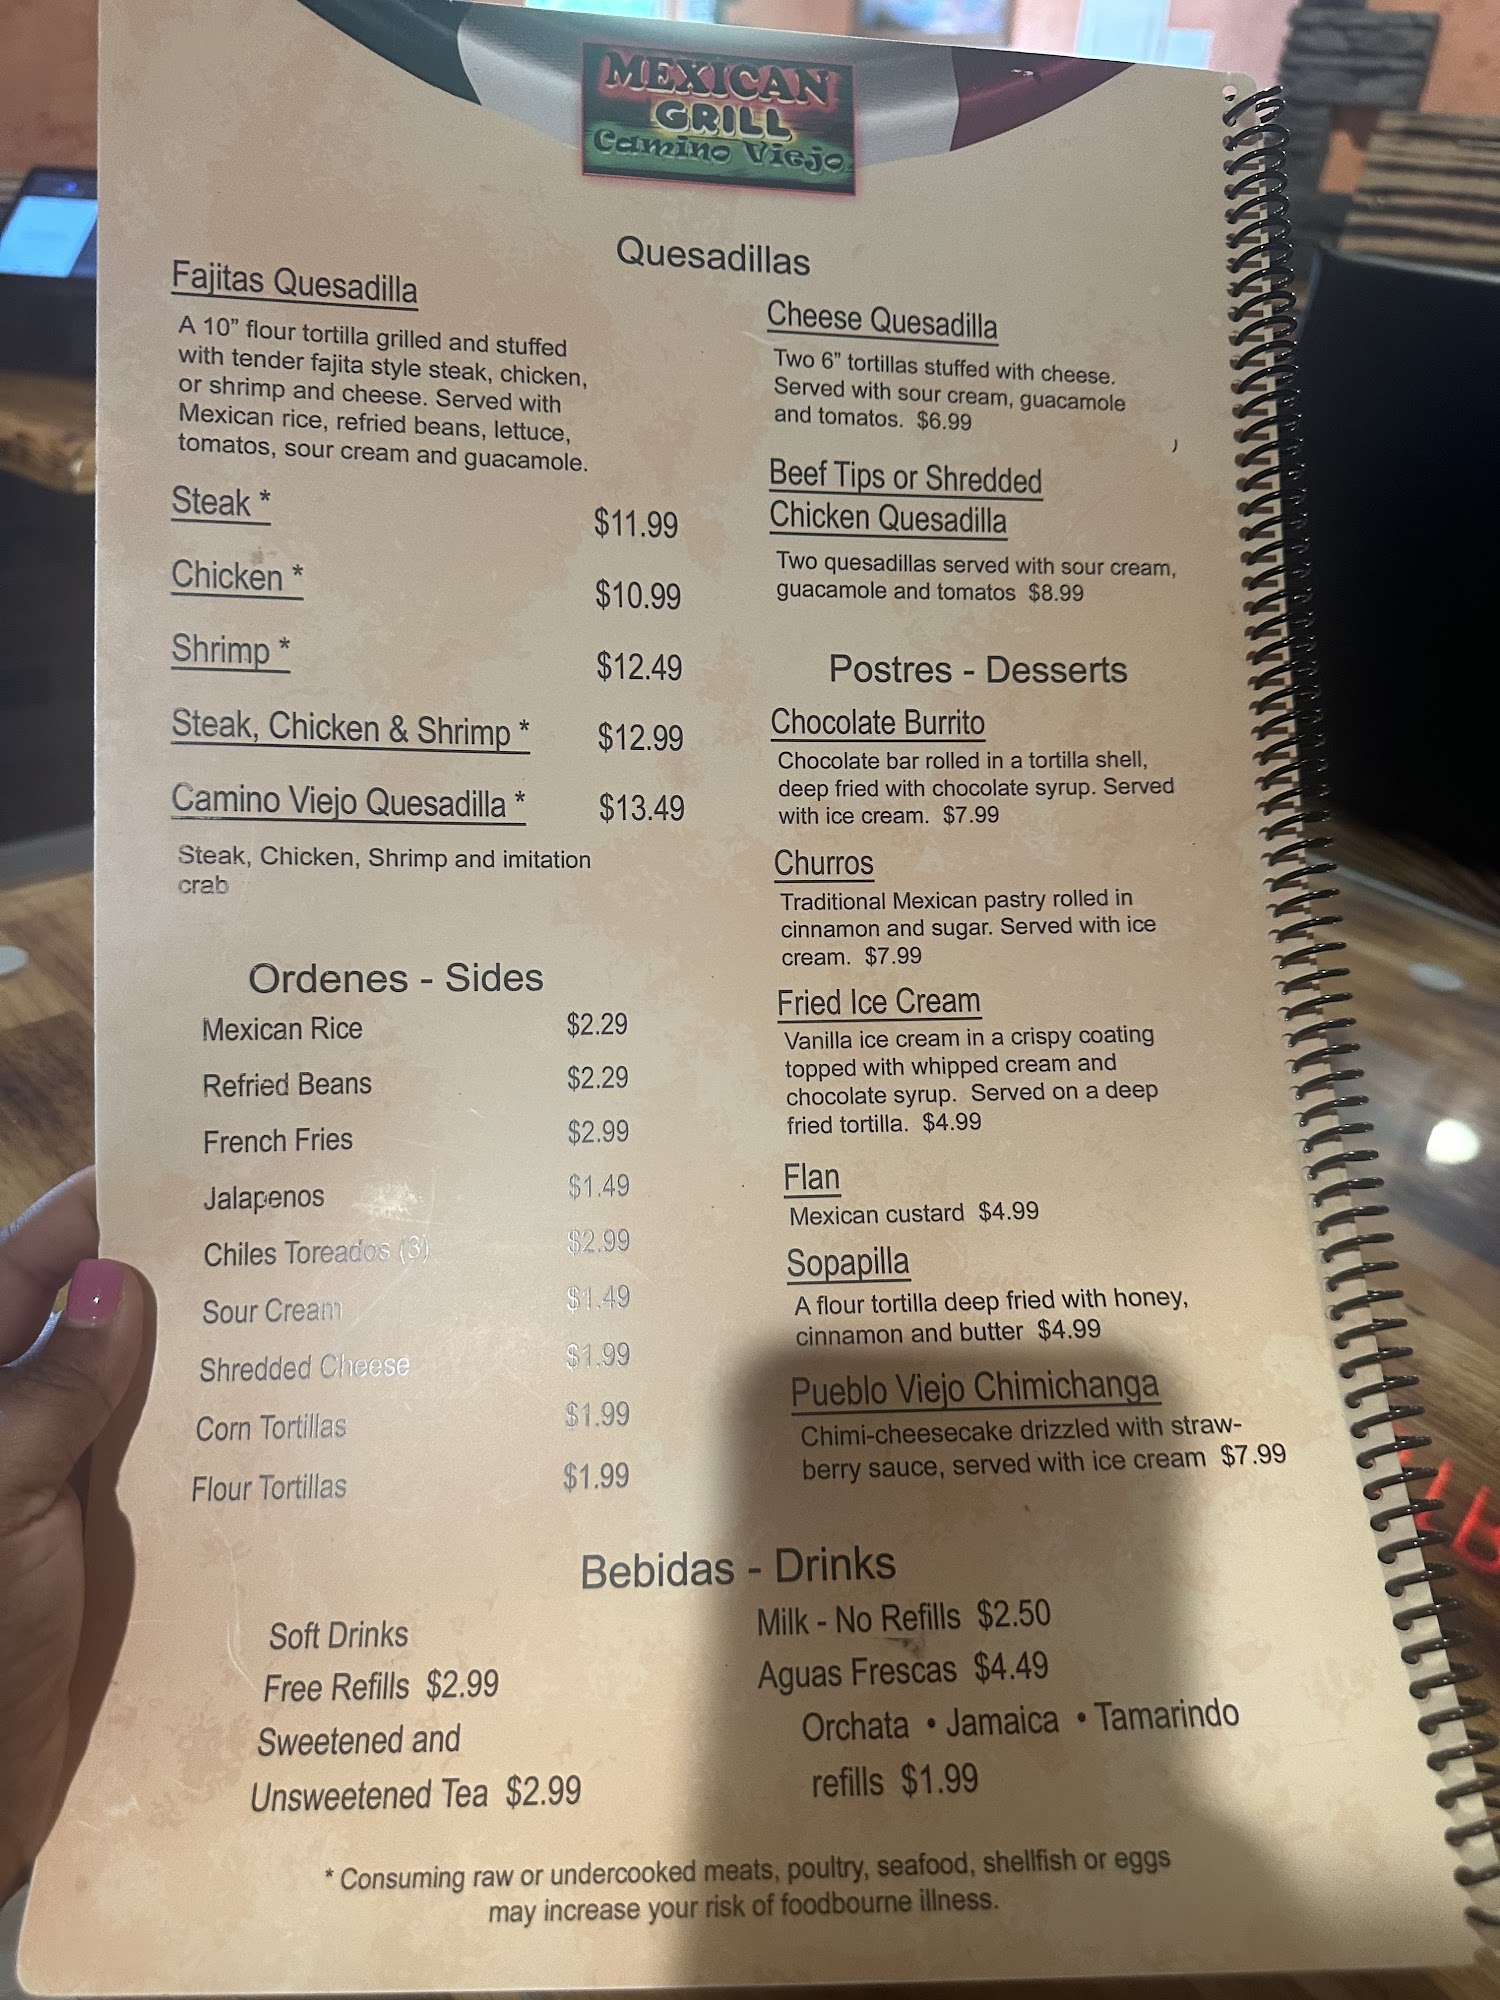 MEXICAN
GRILL
Camino Viejo
Quesadillas
Fajitas Quesadilla
A 10” flour tortilla grilled and stuffed
with tender fajita style steak, chicken,
or shrimp and cheese. Served with
Mexican rice, refried beans, lettuce,
tomatos, sour cream and guacamole.
Steak * $11.99
Chicken * $10.99
Shrimp * $12.49
Steak, Chicken & Shrimp * $12.99
Camino Viejo Quesadilla * $13.49
Steak, Chicken, Shrimp and imitation
crab
Cheese Quesadilla
Two 6” tortillas stuffed with cheese.
Served with sour cream, guacamole
and tomatos. $6.99
Beef Tips or Shredded
Chicken Quesadilla
Two quesadillas served with sour cream,
guacamole and tomatos $8.99
Ordenes - Sides
Mexican Rice $2.29
Refried Beans $2.29
French Fries $2.99
Jalapenos $1.49
Chiles Toreados (3) $2.99
Sour Cream $1.49
Shredded Cheese $1.99
Corn Tortillas $1.99
Flour Tortillas $1.99
Postres - Desserts
Chocolate Burrito
Chocolate bar rolled in a tortilla shell,
deep fried with chocolate syrup. Served
with ice cream. $7.99
Churros
Traditional Mexican pastry rolled in
cinnamon and sugar. Served with ice
cream. $7.99
Fried Ice Cream
Vanilla ice cream in a crispy coating
topped with whipped cream and
chocolate syrup. Served on a deep
fried tortilla. $4.99
Flan
Mexican custard $4.99
Sopapilla
A flour tortilla deep fried with honey,
cinnamon and butter $4.99
Pueblo Viejo Chimichanga
Chimi-cheesecake drizzled with straw-
berry sauce, served with ice cream $7.99
Bebidas - Drinks
Soft Drinks
Free Refills $2.99
Sweetened and
Unsweetened Tea $2.99
Milk - No Refills $2.50
Aguas Frescas $4.49
Orchata • Jamaica • Tamarindo
refills $1.99
* Consuming raw or undercooked meats, poultry, seafood, shellfish or eggs
may increase your risk of foodbourne illness.